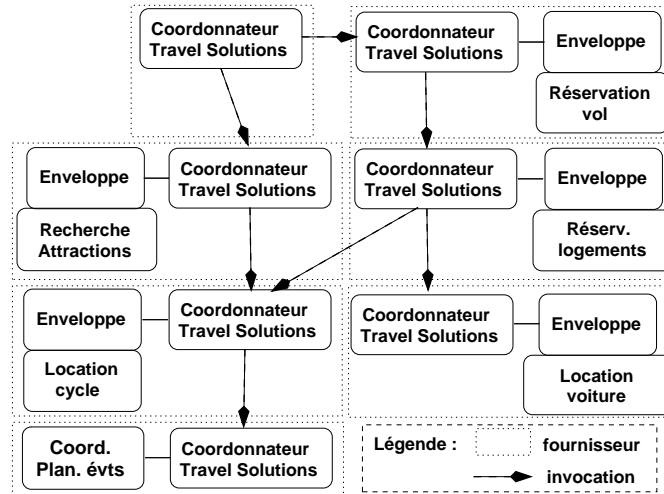 Coordonnateur
Travel Solutions
Coordonnateur
Travel Solutions
Enveloppe
Réservation
vol
Enveloppe
Coordonnateur
Travel Solutions
Recherche
Attractions
Coordonnateur
Travel Solutions
Enveloppe
Réserv.
logements
Enveloppe
Coordonnateur
Travel Solutions
Location
cycle
Coordonnateur
Travel Solutions
Enveloppe
Location
voiture
Coord.
Plan. évts
Coordonnateur
Travel Solutions
Légende :
fournisseur
invocation